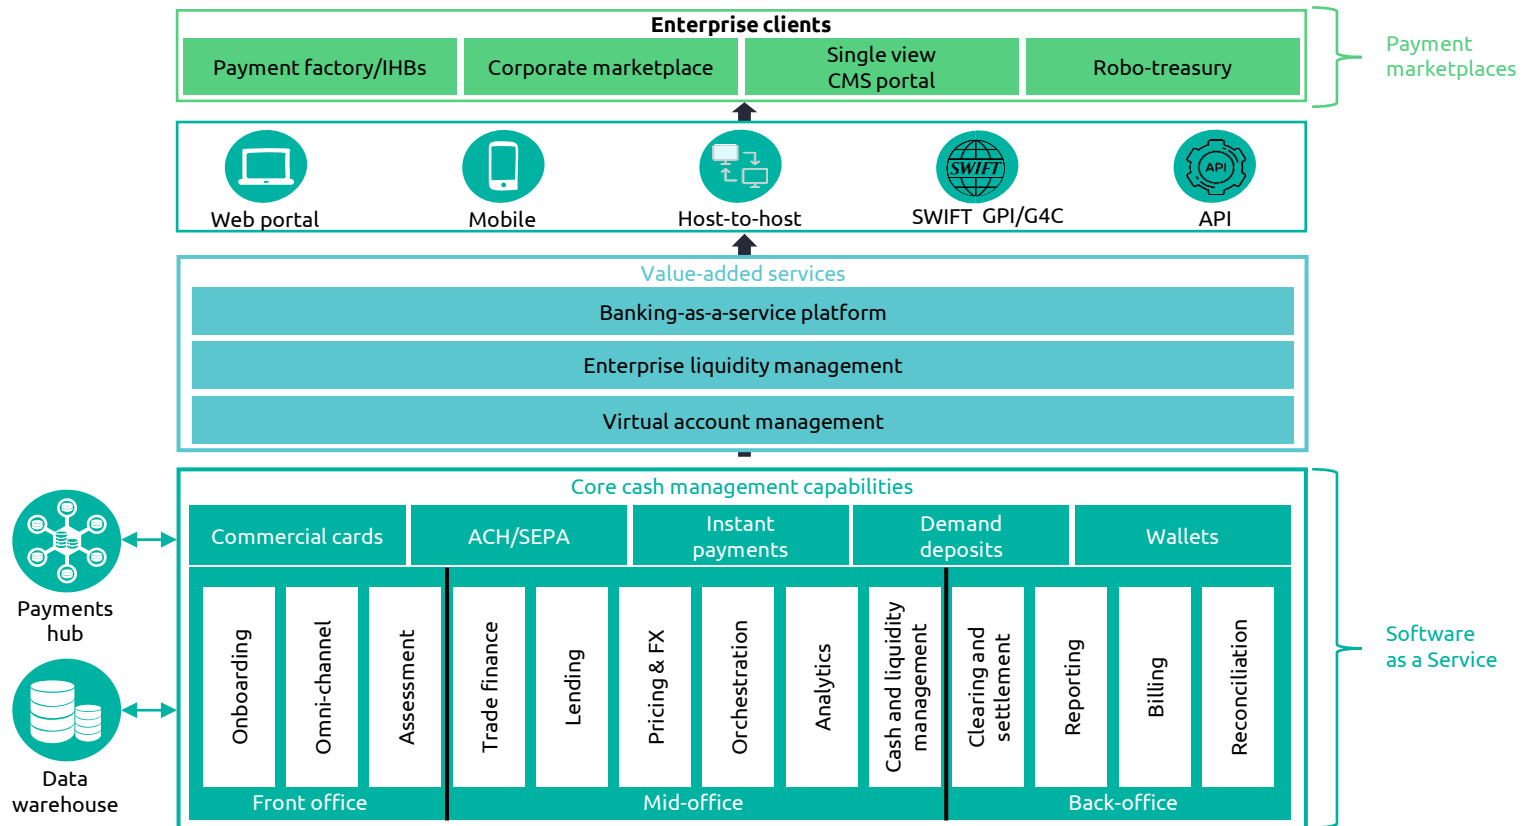 Enterprise clients
Payment factory/IHBs
Corporate marketplace
Single view
CMS portal
Robo-treasury
Payment
marketplaces
SWIFT
API
Web portal
Mobile
Host-to-host
SWIFT GPI/G4C
API
Value-added services
Banking-as-a-service platform
Enterprise liquidity management
Virtual account management
Core cash management capabilities
Commercial cards
ACH/SEPA
Instant
payments
Demand
deposits
Wallets
Payments
hub
Data
warehouse
Onboarding
Omni-channel
Assessment
Trade finance
Lending
Pricing & FX
Orchestration
Analytics
Cash and liquidity
management
Clearing and
settlement
Reporting
Billing
Reconciliation
Front office
Mid-office
Back-office
Software
as a Service